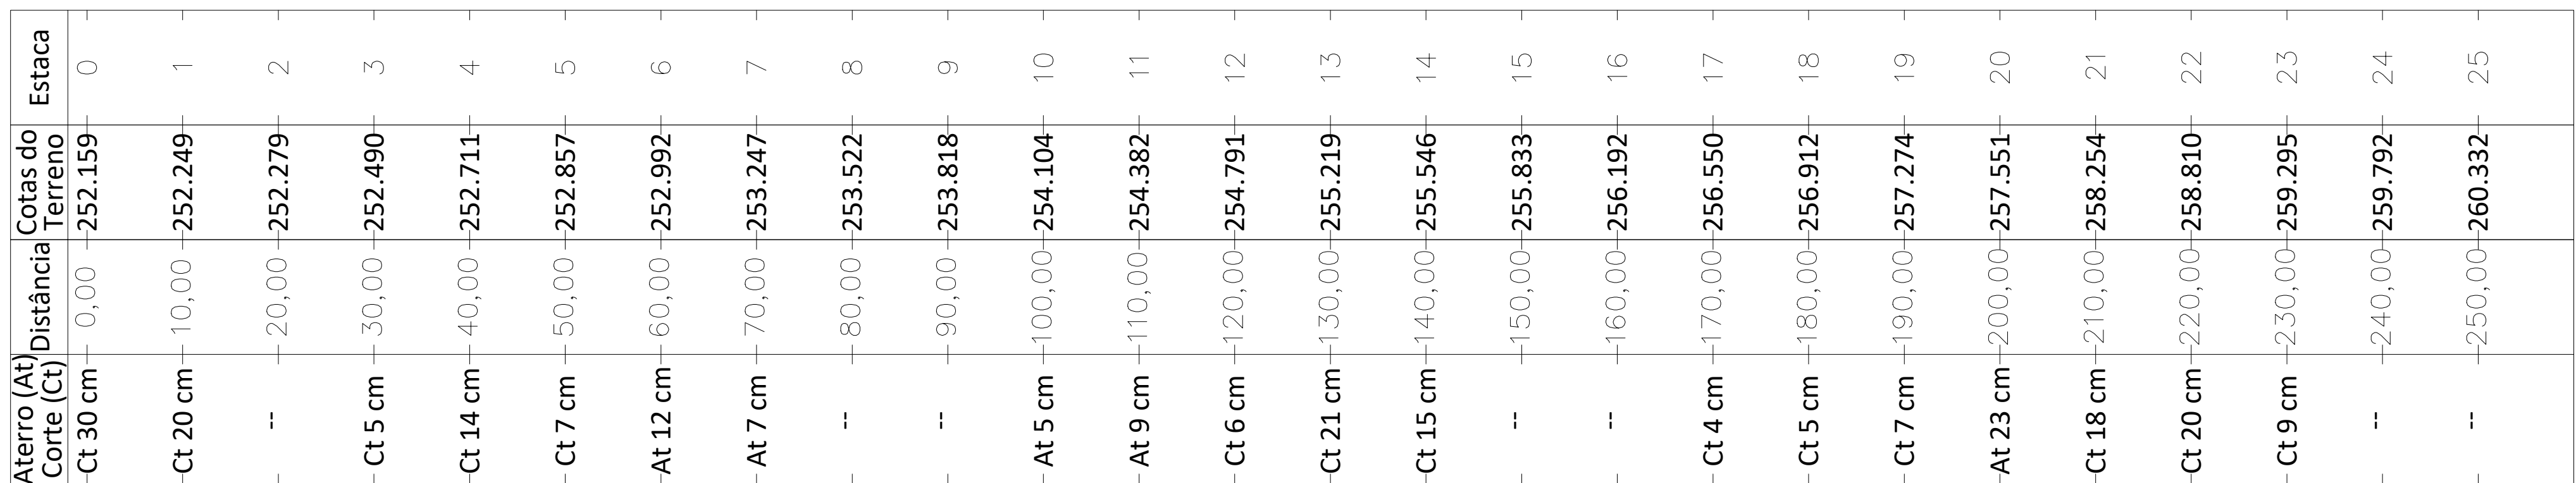 Estaca 0 1 2 3 4 5 6 7 8 9 10 11 12 13 14 15 16 17 18 19 20 21 22 23 24 25
Cotas do
Terreno
252.159 252.249 252.279 252.490 252.711 252.857 252.992 253.247 253.522 253.818 254.104 254.382 254.791 255.219 255.546 255.833 256.192 256.550 256.912 257.274 257.551 258.254 258.810 259.295 259.792 260.332
Distância 0,00 10,00 20,00 30,00 40,00 50,00 60,00 70,00 80,00 90,00 100,00 110,00 120,00 130,00 140,00 150,00 160,00 170,00 180,00 190,00 200,00 210,00 220,00 230,00 240,00 250,00
Aterro (At)
Corte (Ct)
Ct 30 cm Ct 20 cm -- Ct 5 cm Ct 14 cm Ct 7 cm At 12 cm At 7 cm -- -- At 5 cm At 9 cm Ct 6 cm Ct 21 cm Ct 15 cm -- -- Ct 4 cm Ct 5 cm Ct 7 cm At 23 cm Ct 18 cm Ct 20 cm Ct 9 cm -- --